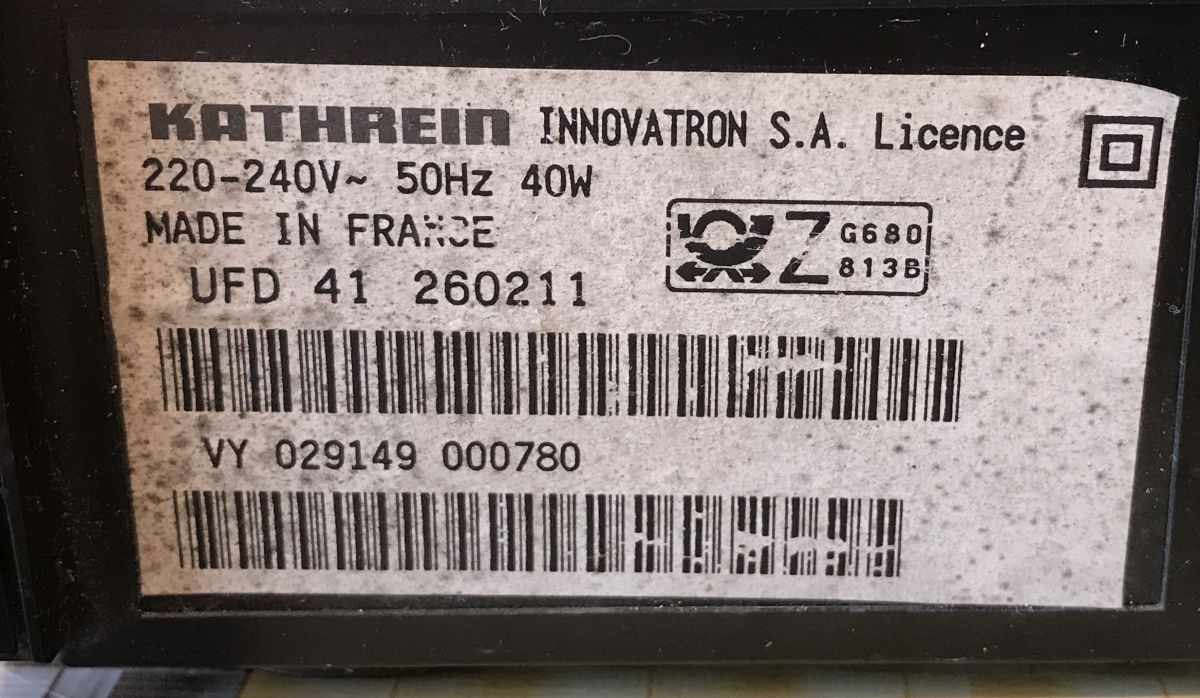 KATHREIN INNOVATRON S.A. Licence
220-240V~ 50Hz 40W
MADE IN FRANCE
Z G680
813B
UFD 41 260211
VY 029149 000780